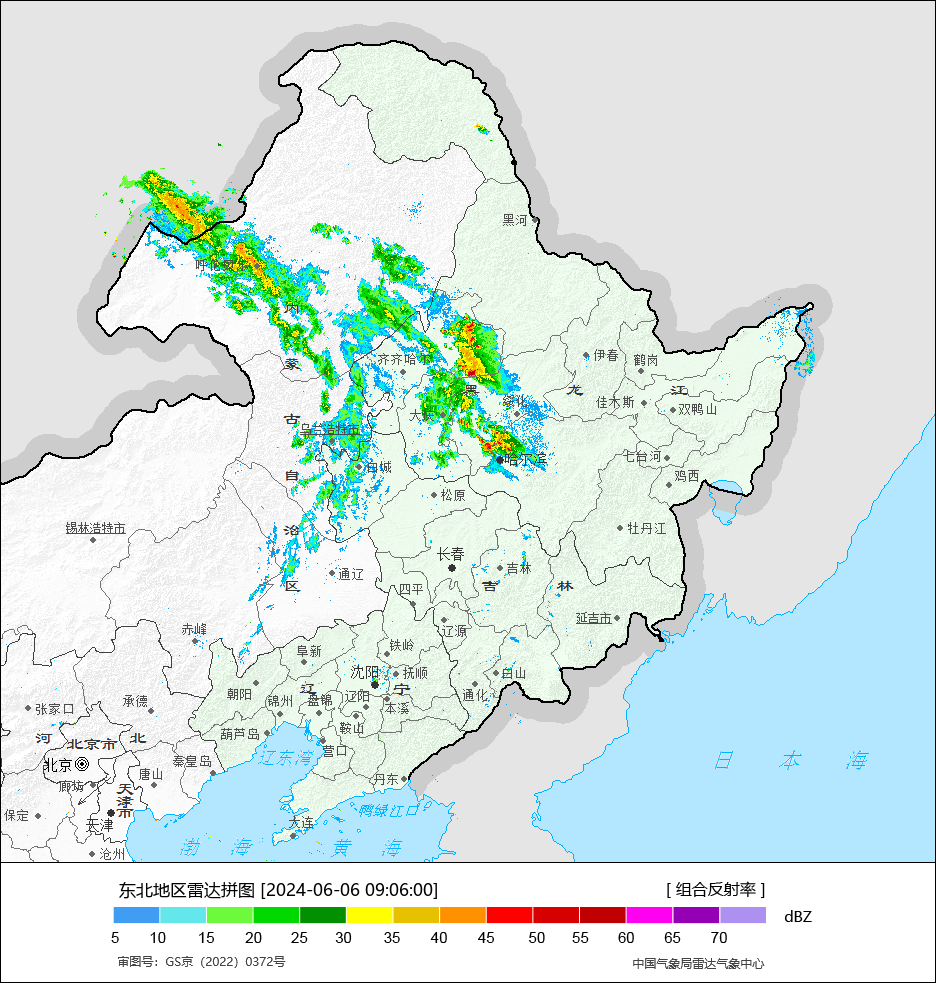 黑河
呼伦贝尔
内
齐齐哈尔
伊春
鹤岗
蒙
黑
龙
江
绥化
佳木斯
双鸭山
古
大庆
乌兰浩特市
哈尔滨
七台河
白城
自
鸡西
松原
锡林浩特市
治
牡丹江
长春
通辽
吉林
区
四平
吉
林
延吉市
赤峰
辽源
铁岭
阜新
沈阳
抚顺
白山
朝阳
辽
宁
通化
承德
锦州
盘锦
辽阳
本溪
张家口
葫芦岛
鞍山
河
北京市
北
营口
秦皇岛
辽东湾
日 本 海
北京
唐山
丹东
廊坊
天津市
鸭绿江口
保定
天津
大连
渤 海
黄 海
沧州
东北地区雷达拼图 [2024-06-06 09:06:00]
[ 组合反射率 ]
dBZ
5 10 15 20 25 30 35 40 45 50 55 60 65 70
审图号：GS京（2022）0372号
中国气象局雷达气象中心